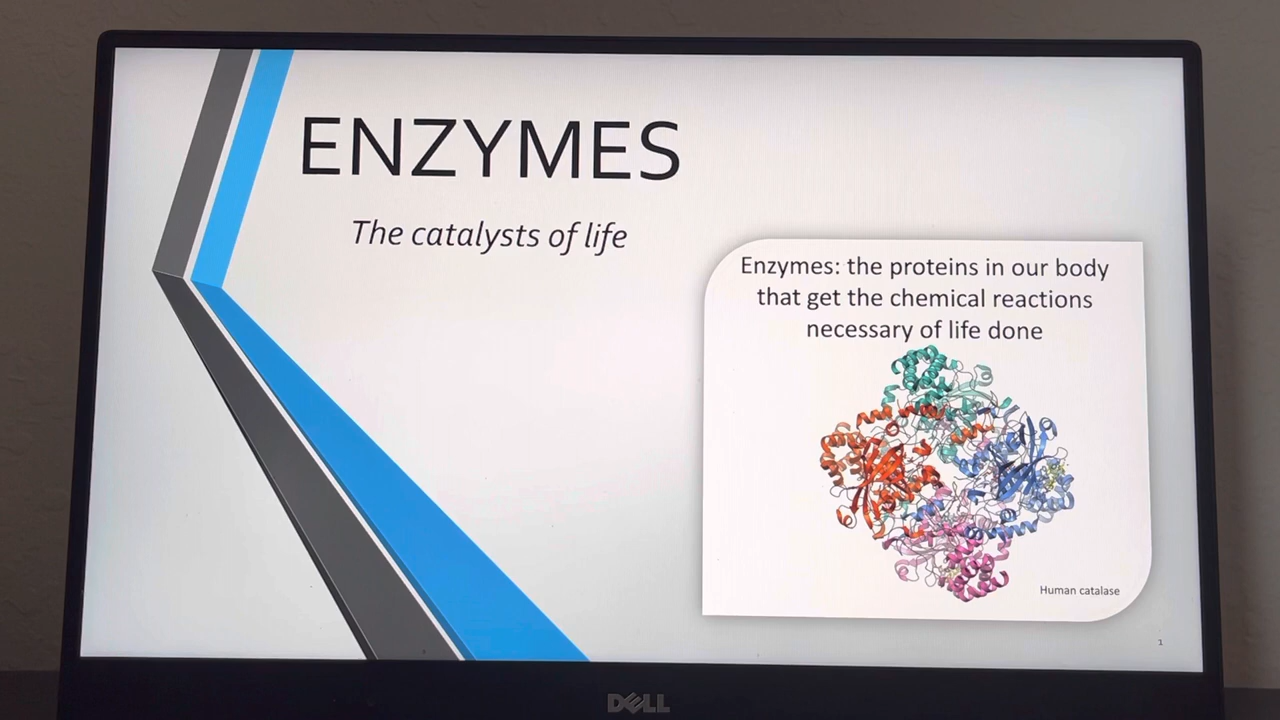 ENZYMES
The catalysts of life
Enzymes: the proteins in our body
that get the chemical reactions
necessary of life done
Human catalase
1
DELL